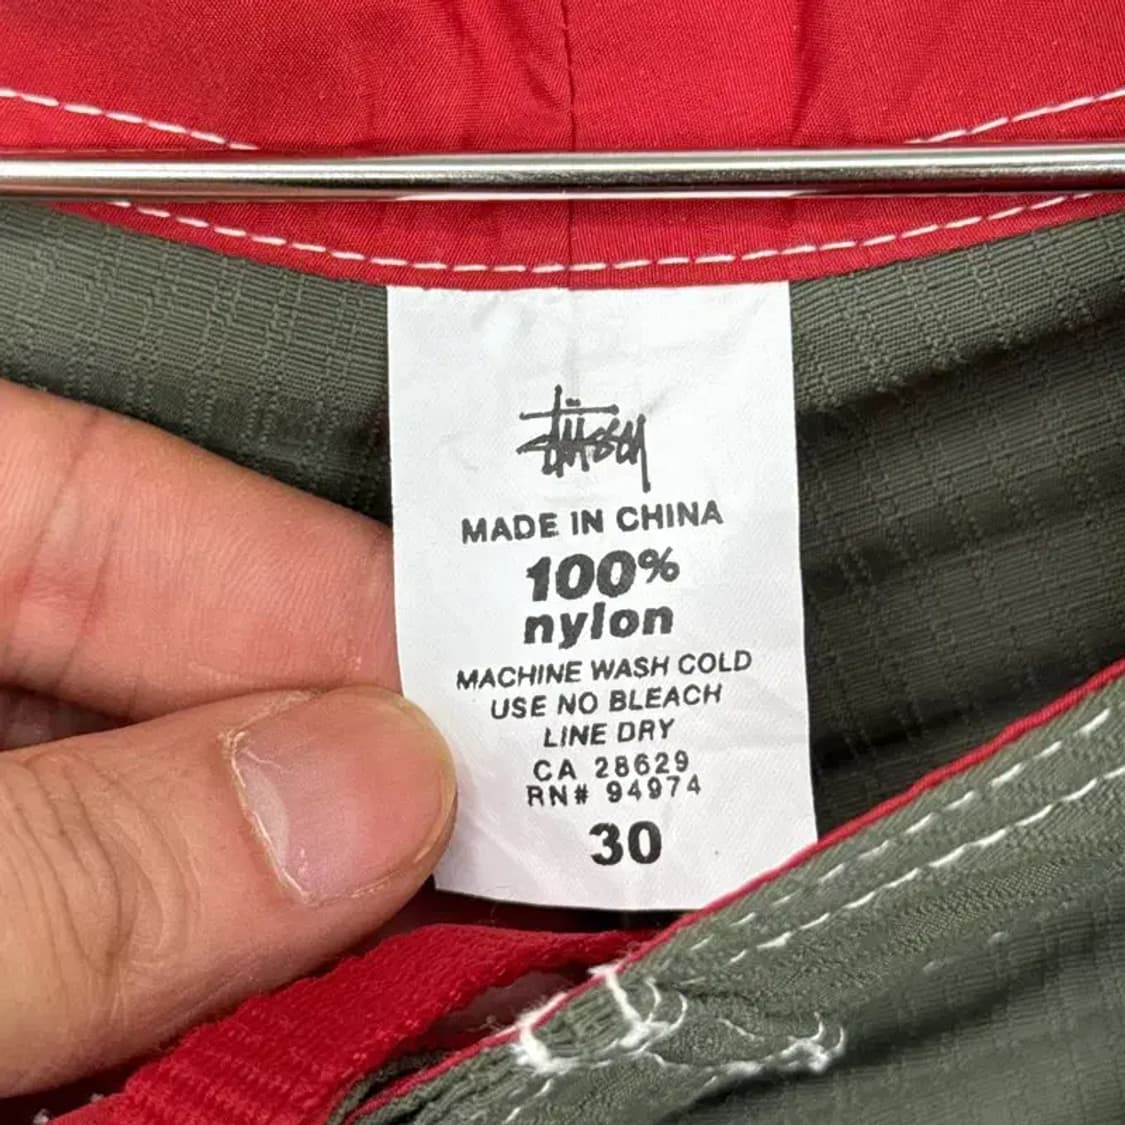 Stüssy
MADE IN CHINA
100%
nylon
MACHINE WASH COLD
USE NO BLEACH
LINE DRY
CA 28629
RN# 94974
30